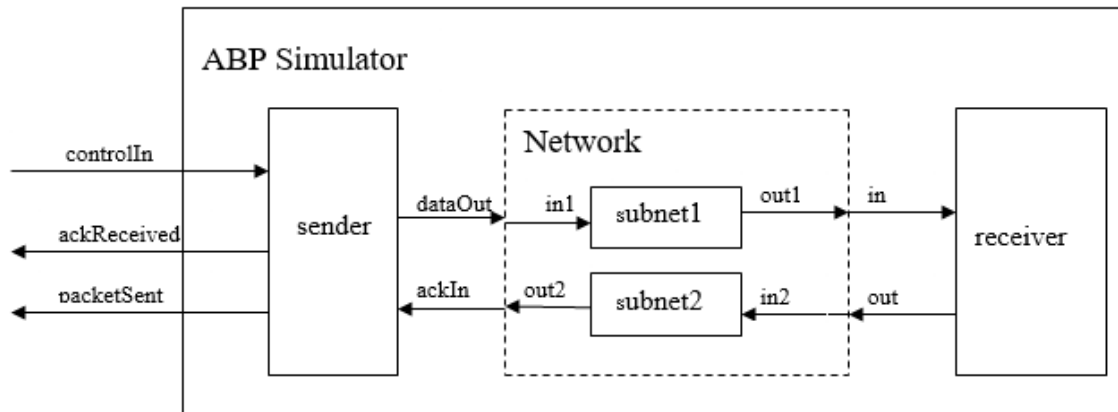 ABP Simulator
Network
controlIn
sender
dataOut
in1
subnet1
out1
in
receiver
ackReceived
packetSent
ackIn
out2
subnet2
in2
out